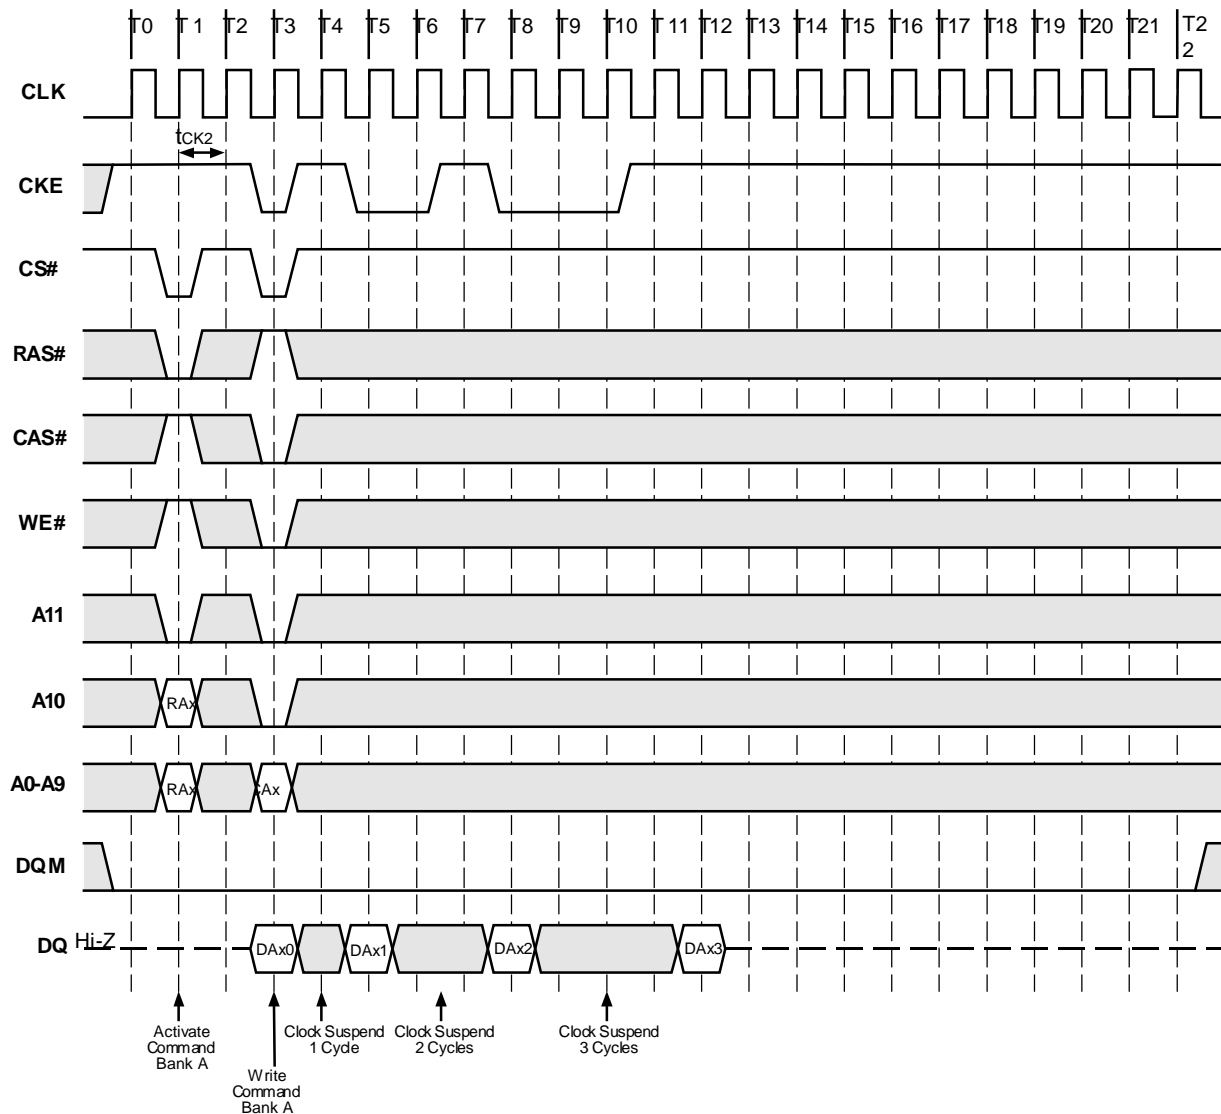 T0 T 1 T2 T3 T4 T5 T6 T7 T8 T9 T10 T 11 T12 T13 T14 T15 T16 T17 T18 T19 T20 T21 T2
2
CLK
tCK2
CKE
CS#
RAS#
CAS#
WE#
A11
A10 RAx
A0-A9 RAx CAx
DQM
DQ Hi-Z DAx0 DAx1 DAx2 DAx3
Activate
Command
Bank A
Write
Command
Bank A
Clock Suspend
1 Cycle
Clock Suspend
2 Cycles
Clock Suspend
3 Cycles